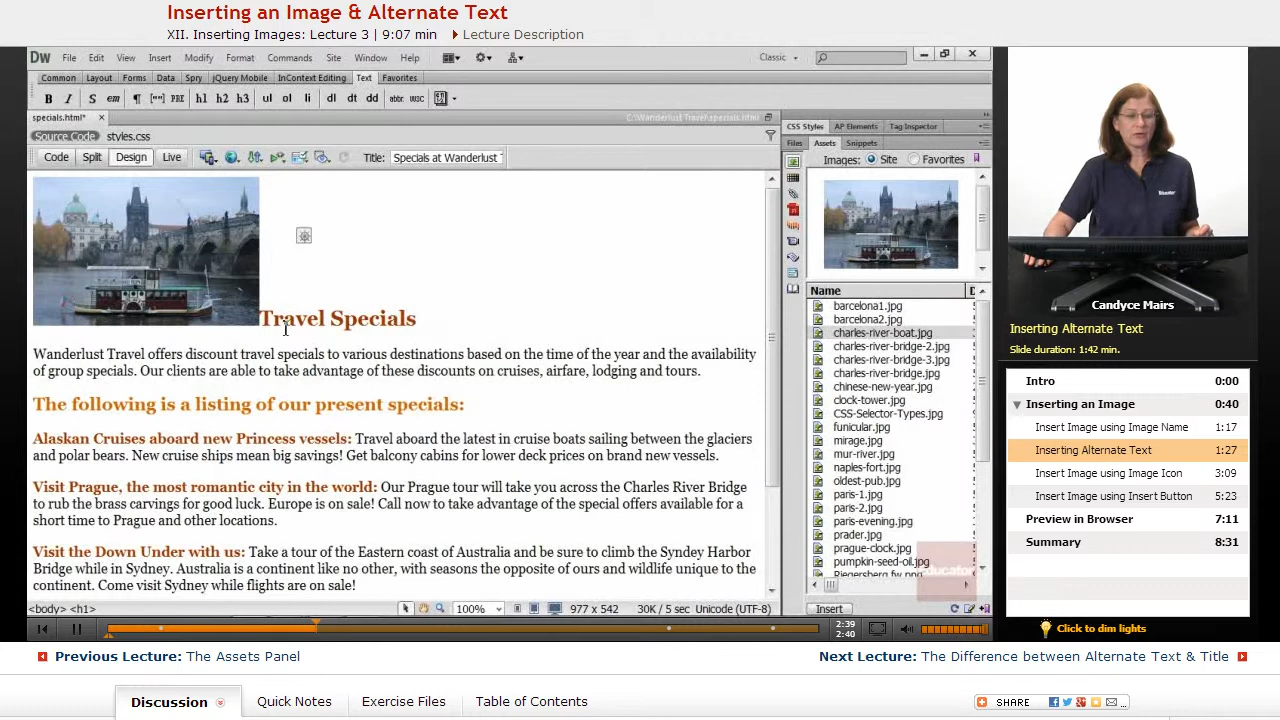 Inserting an Image & Alternate Text
XII. Inserting Images: Lecture 3 | 9:07 min
Lecture Description
DW File Edit View Insert Modify Format Commands Site Window Help Classic
Common Layout Forms Data Spry jQuery Mobile InContext Editing Text Favorites
B I S em ¶ [""] PRE h1 h2 h3 ul ol li dl dt dd abbr. W3C
specials.html* C:\Wanderlust Travel\specials.html
Source Code styles.css
Code Split Design Live Title: Specials at Wanderlust
Travel Specials
Wanderlust Travel offers discount travel specials to various destinations based on the time of the year and the availability
of group specials. Our clients are able to take advantage of these discounts on cruises, airfare, lodging and tours.
The following is a listing of our present specials:
Alaskan Cruises aboard new Princess vessels: Travel aboard the latest in cruise boats sailing between the glaciers
and polar bears. New cruise ships mean big savings! Get balcony cabins for lower deck prices on brand new vessels.
Visit Prague, the most romantic city in the world: Our Prague tour will take you across the Charles River Bridge
to rub the brass carvings for good luck. Europe is on sale! Call now to take advantage of the special offers available for a
short time to Prague and other locations.
Visit the Down Under with us: Take a tour of the Eastern coast of Australia and be sure to climb the Syndey Harbor
Bridge while in Sydney. Australia is a continent like no other, with seasons the opposite of ours and wildlife unique to the
continent. Come visit Sydney while flights are on sale!
<body> <h1> 100% 977 x 542 30K / 5 sec Unicode (UTF-8)
CSS Styles AP Elements Tag Inspector
Files Assets Snippets
Images: Site Favorites
Name D
barcelona1.jpg
barcelona2.jpg
charles-river-boat.jpg
charles-river-bridge-2.jpg
charles-river-bridge-3.jpg
charles-river-bridge.jpg
chinese-new-year.jpg
clock-tower.jpg
CSS-Selector-Types.jpg
funicular.jpg
mirage.jpg
mur-river.jpg
naples-fort.jpg
oldest-pub.jpg
paris-1.jpg
paris-2.jpg
paris-evening.jpg
prader.jpg
prague-clock.jpg
pumpkin-seed-oil.jpg
Riegersberg fw.png
educator
Insert
2:39
2:40
Candyce Mairs
Inserting Alternate Text
Slide duration: 1:42 min.
Intro 0:00
Inserting an Image 0:40
Insert Image using Image Name 1:17
Inserting Alternate Text 1:27
Insert Image using Image Icon 3:09
Insert Image using Insert Button 5:23
Preview in Browser 7:11
Summary 8:31
Click to dim lights
Previous Lecture: The Assets Panel
Next Lecture: The Difference between Alternate Text & Title
Discussion Quick Notes Exercise Files Table of Contents
SHARE